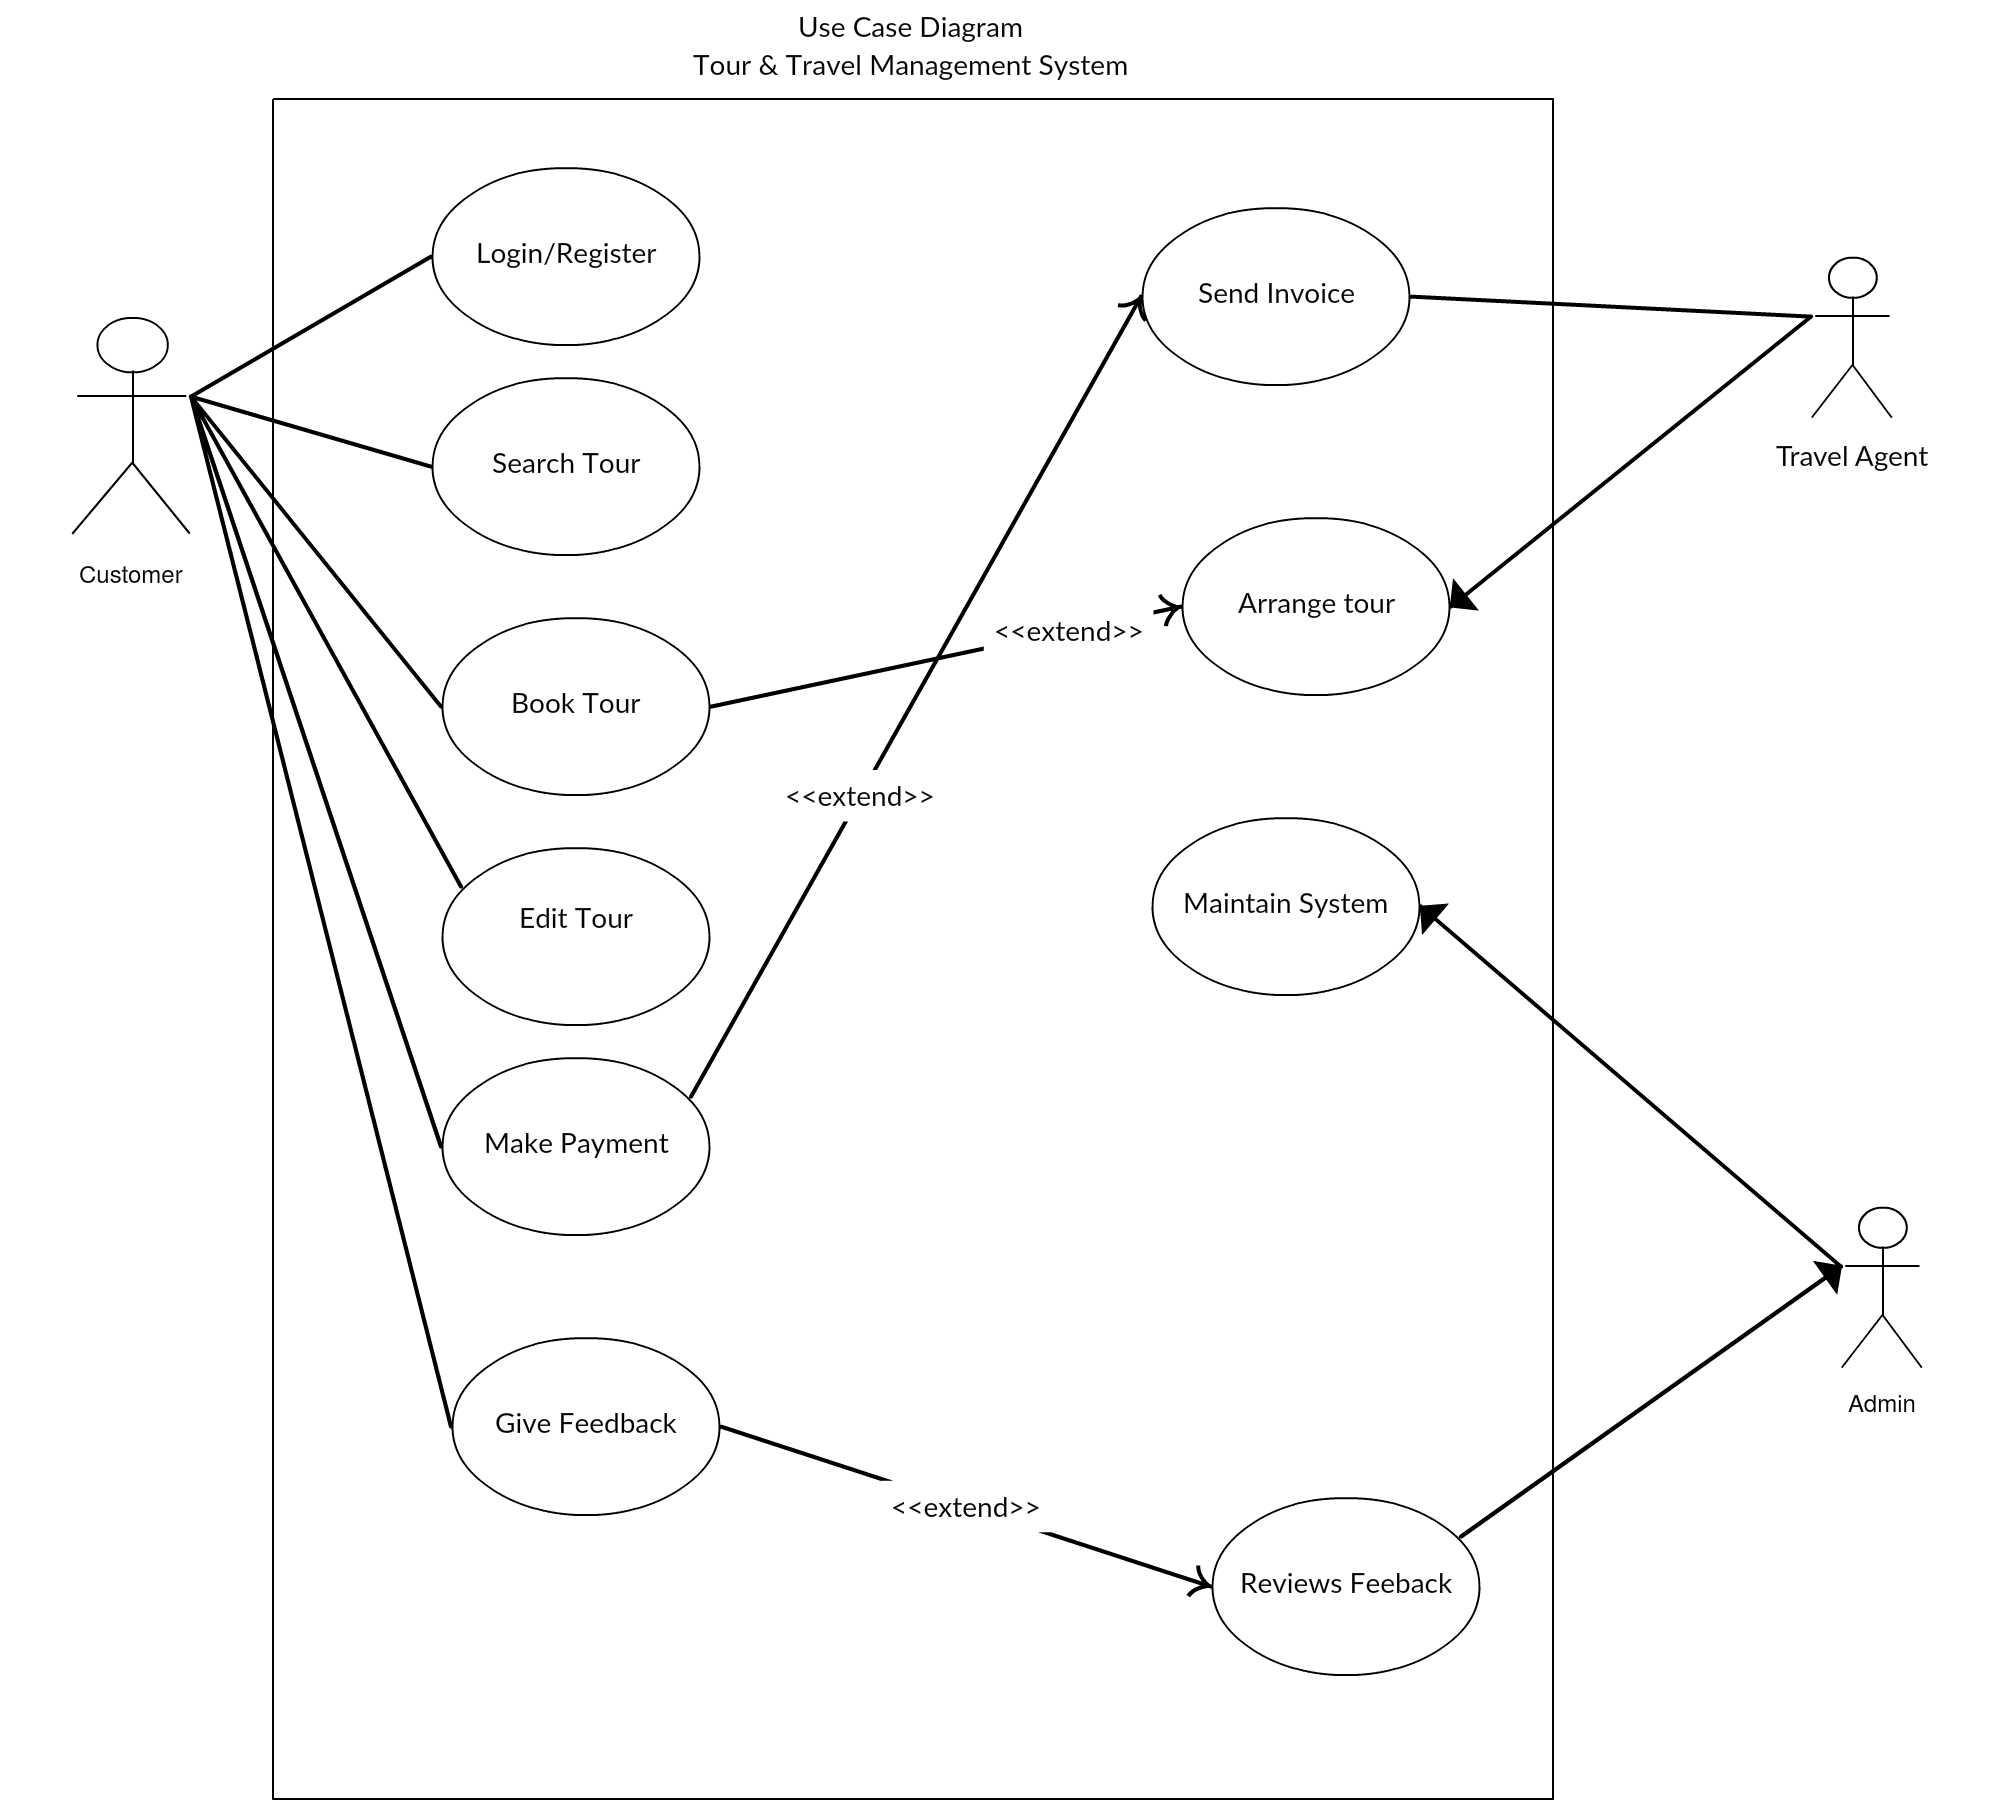 Use Case Diagram
Tour & Travel Management System
Login/Register
Send Invoice
Search Tour
Travel Agent
Customer
Arrange tour
<<extend>>
Book Tour
<<extend>>
Maintain System
Edit Tour
Make Payment
Admin
Give Feedback
<<extend>>
Reviews Feeback